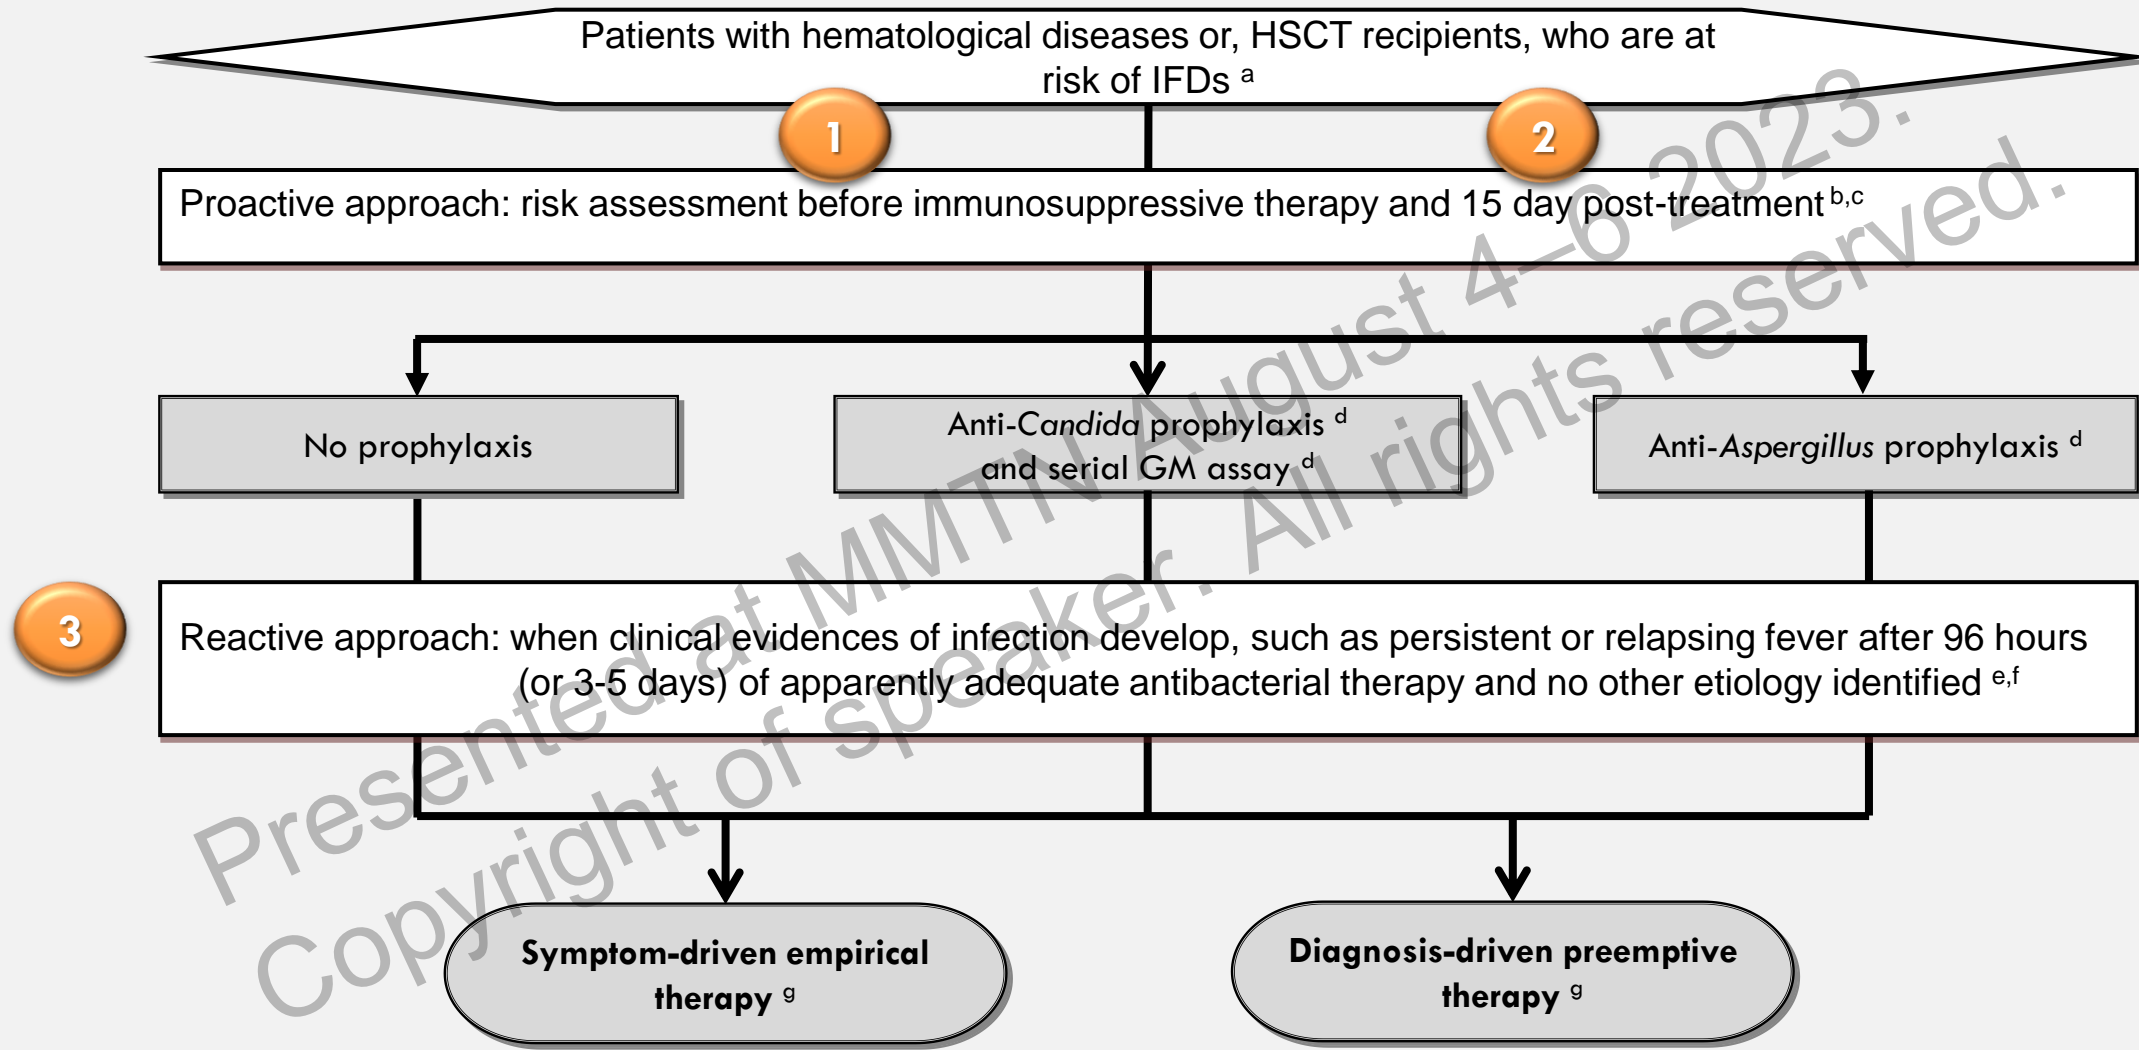 Patients with hematological diseases or, HSCT recipients, who are at
risk of IFDs a
1
2
Proactive approach: risk assessment before immunosuppressive therapy and 15 day post-treatment b,c
No prophylaxis
Anti-Candida prophylaxis d
and serial GM assay d
Anti-Aspergillus prophylaxis d
3
Reactive approach: when clinical evidences of infection develop, such as persistent or relapsing fever after 96 hours
(or 3-5 days) of apparently adequate antibacterial therapy and no other etiology identified e,f
Symptom-driven empirical
therapy g
Diagnosis-driven preemptive
therapy g
Presented at MMTN August 4–6 2023.
Copyright of speaker. All rights reserved.